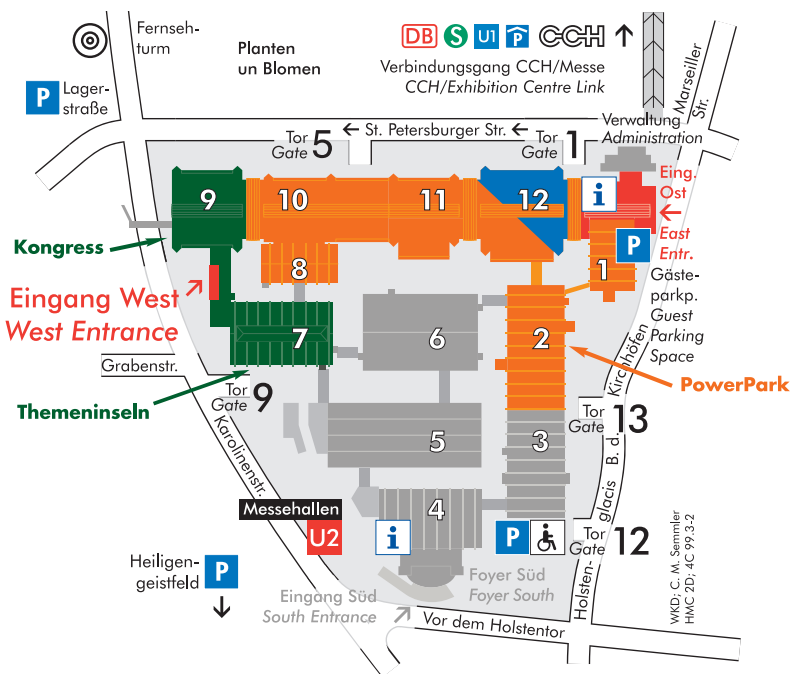 Fernseh-
turm
P
Lager-
straße
Planten
un Blomen
DB S U1 P CCH
Verbindungsgang CCH/Messe
CCH/Exhibition Centre Link
Marseiller
Str.
Verwaltung
Administration
Tor
Gate 5
St. Petersburger Str.
Tor
Gate 1
9
10
11
12
i
Eing.
Ost
East
Entr.
P
1
Gäste-
parkp.
Guest
Parking
Space
Kongress
8
Eingang West
West Entrance
7
6
2
PowerPark
Grabenstr.
Themeninseln
Tor
Gate 9
Karolinenstr.
5
3
Tor
Gate 13
B. d. Kirchhöfen
Messehallen
U2
i
4
P
Tor
Gate 12
Holsten-
glacis
Heiligen-
geistfeld
P
Eingang Süd
South Entrance
Foyer Süd
Foyer South
Vor dem Holstentor
WKD; C. M. Semmler
HMC 2D; 4C 99.3-2